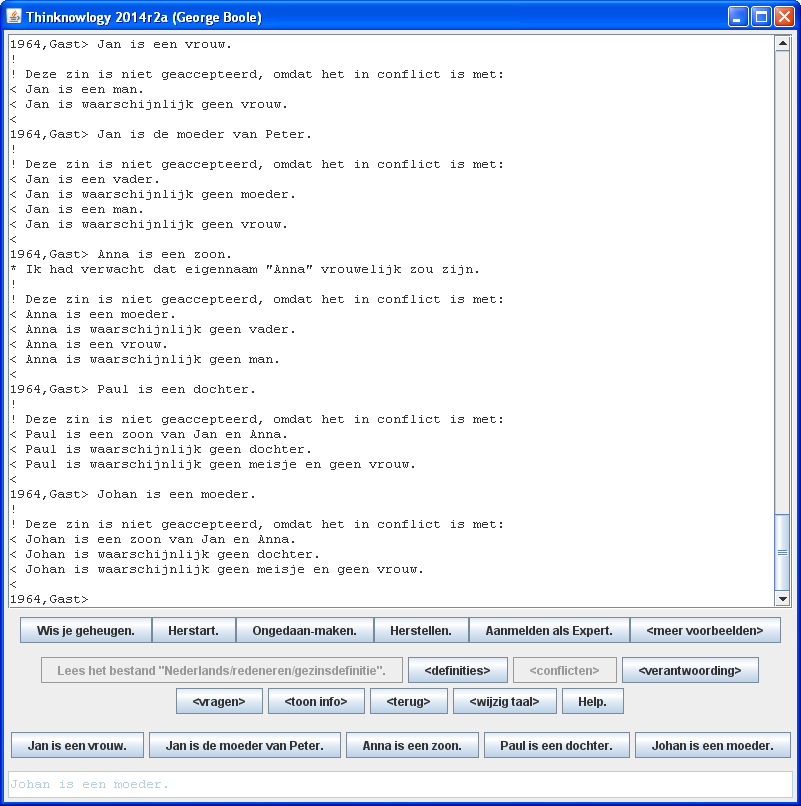 Thinknowlogy 2014r2a (George Boole)
1964,Gast> Jan is een vrouw.
!
! Deze zin is niet geaccepteerd, omdat het in conflict is met:
< Jan is een man.
< Jan is waarschijnlijk geen vrouw.
<
1964,Gast> Jan is de moeder van Peter.
!
! Deze zin is niet geaccepteerd, omdat het in conflict is met:
< Jan is een vader.
< Jan is waarschijnlijk geen moeder.
< Jan is een man.
< Jan is waarschijnlijk geen vrouw.
<
1964,Gast> Anna is een zoon.
* Ik had verwacht dat eigennaam "Anna" vrouwelijk zou zijn.
!
! Deze zin is niet geaccepteerd, omdat het in conflict is met:
< Anna is een moeder.
< Anna is waarschijnlijk geen vader.
< Anna is een vrouw.
< Anna is waarschijnlijk geen man.
<
1964,Gast> Paul is een dochter.
!
! Deze zin is niet geaccepteerd, omdat het in conflict is met:
< Paul is een zoon van Jan en Anna.
< Paul is waarschijnlijk geen dochter.
< Paul is waarschijnlijk geen meisje en geen vrouw.
<
1964,Gast> Johan is een moeder.
!
! Deze zin is niet geaccepteerd, omdat het in conflict is met:
< Johan is een zoon van Jan en Anna.
< Johan is waarschijnlijk geen dochter.
< Johan is waarschijnlijk geen meisje en geen vrouw.
<
1964,Gast>
Wis je geheugen. Herstart. Ongedaan-maken. Herstellen. Aanmelden als Expert. <meer voorbeelden>
Lees het bestand "Nederlands/redeneren/gezinsdefinitie". <definities> <conflicten> <verantwoording>
<vragen> <toon info> <terug> <wijzig taal> Help.
Jan is een vrouw. Jan is de moeder van Peter. Anna is een zoon. Paul is een dochter. Johan is een moeder.
Johan is een moeder.